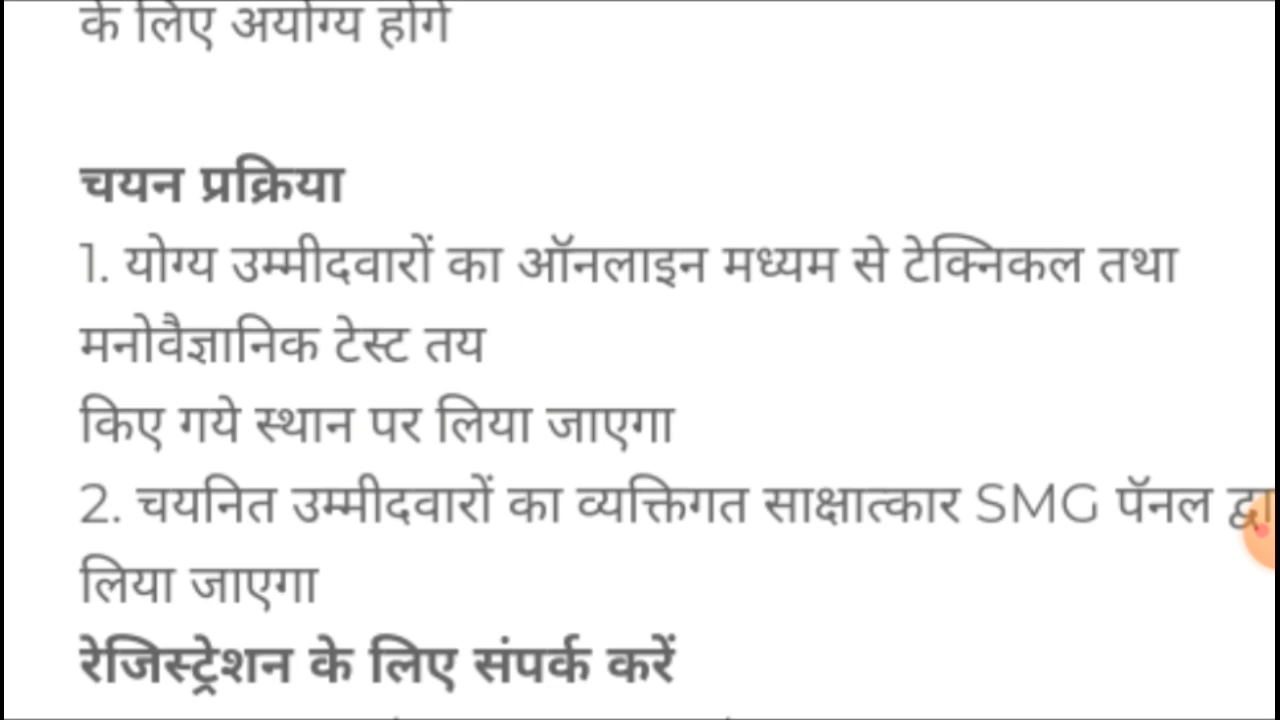 के लिए अयोग्य होंगे
चयन प्रक्रिया
1. योग्य उम्मीदवारों का ऑनलाइन मध्यम से टेक्निकल तथा
मनोवैज्ञानिक टेस्ट तय
किए गये स्थान पर लिया जाएगा
2. चयनित उम्मीदवारों का व्यक्तिगत साक्षात्कार SMG पॅनल
लिया जाएगा
रेजिस्ट्रेशन के लिए संपर्क करें